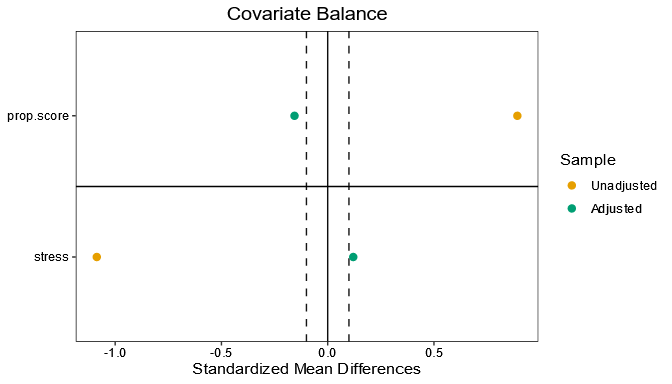 Covariate Balance
prop.score
stress
-1.0 -0.5 0.0 0.5
Standardized Mean Differences
Sample
Unadjusted
Adjusted